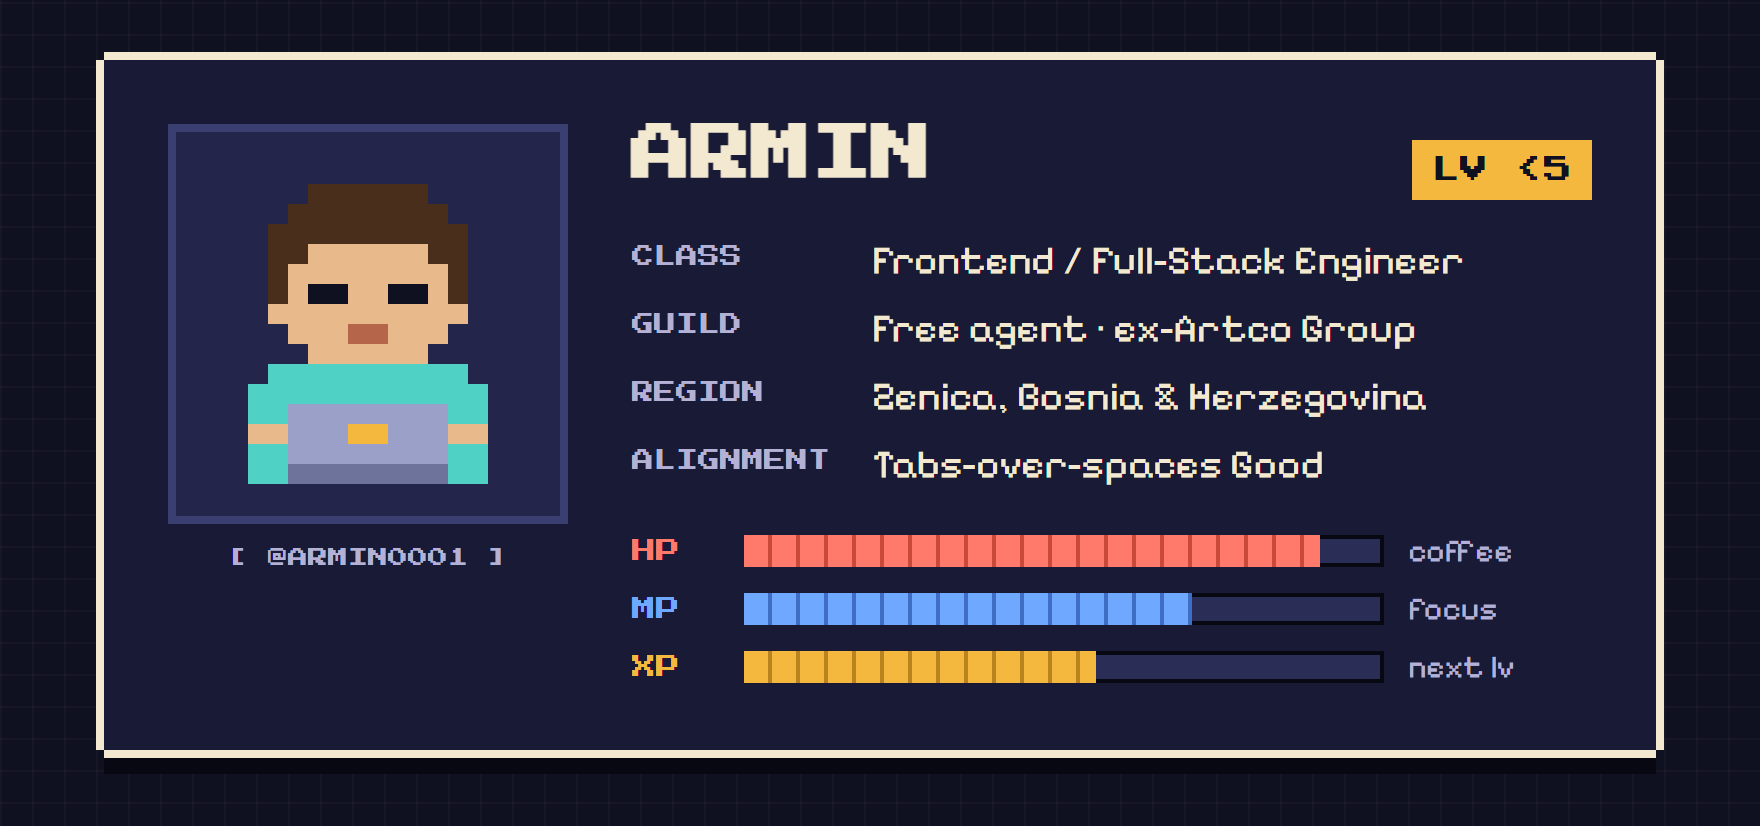 ARMIN
LV <5
CLASS Frontend / Full-Stack Engineer
GUILD Free agent · ex-Artco Group
REGION Zenica, Bosnia & Herzegovina
ALIGNMENT Tabs-over-spaces Good
HP coffee
MP focus
XP next lv
[ @ARMIN0001 ]